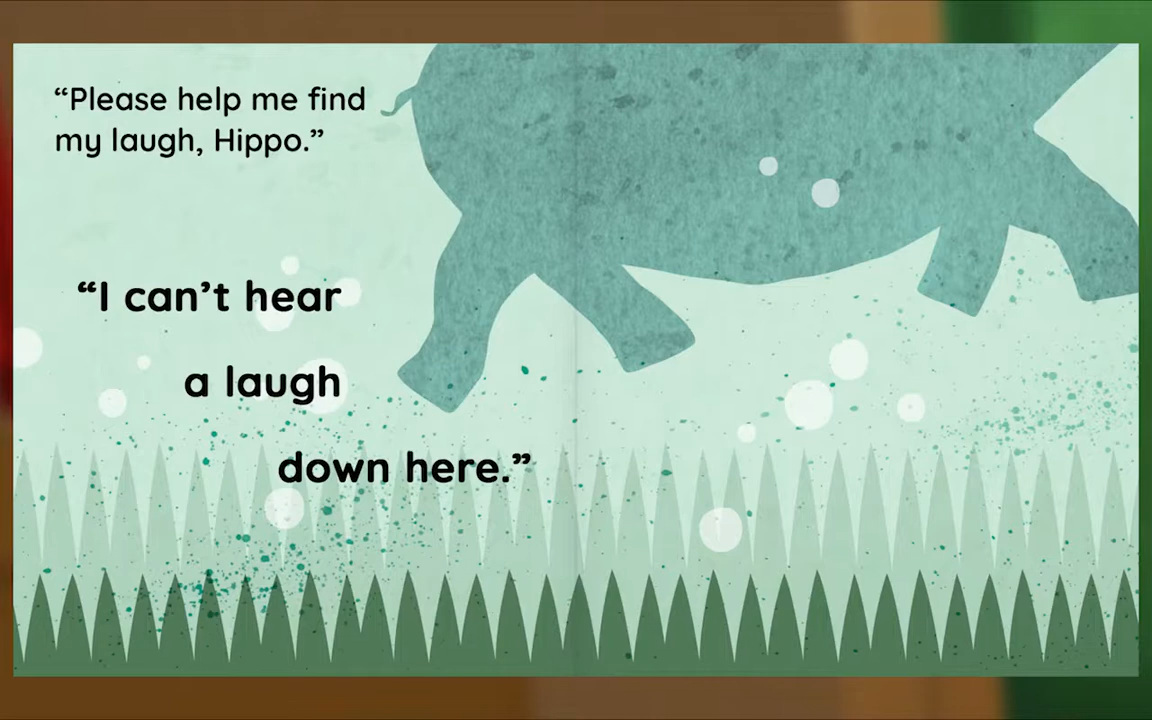 “Please help me find
my laugh, Hippo.”
“I can’t hear
a laugh
down here.”